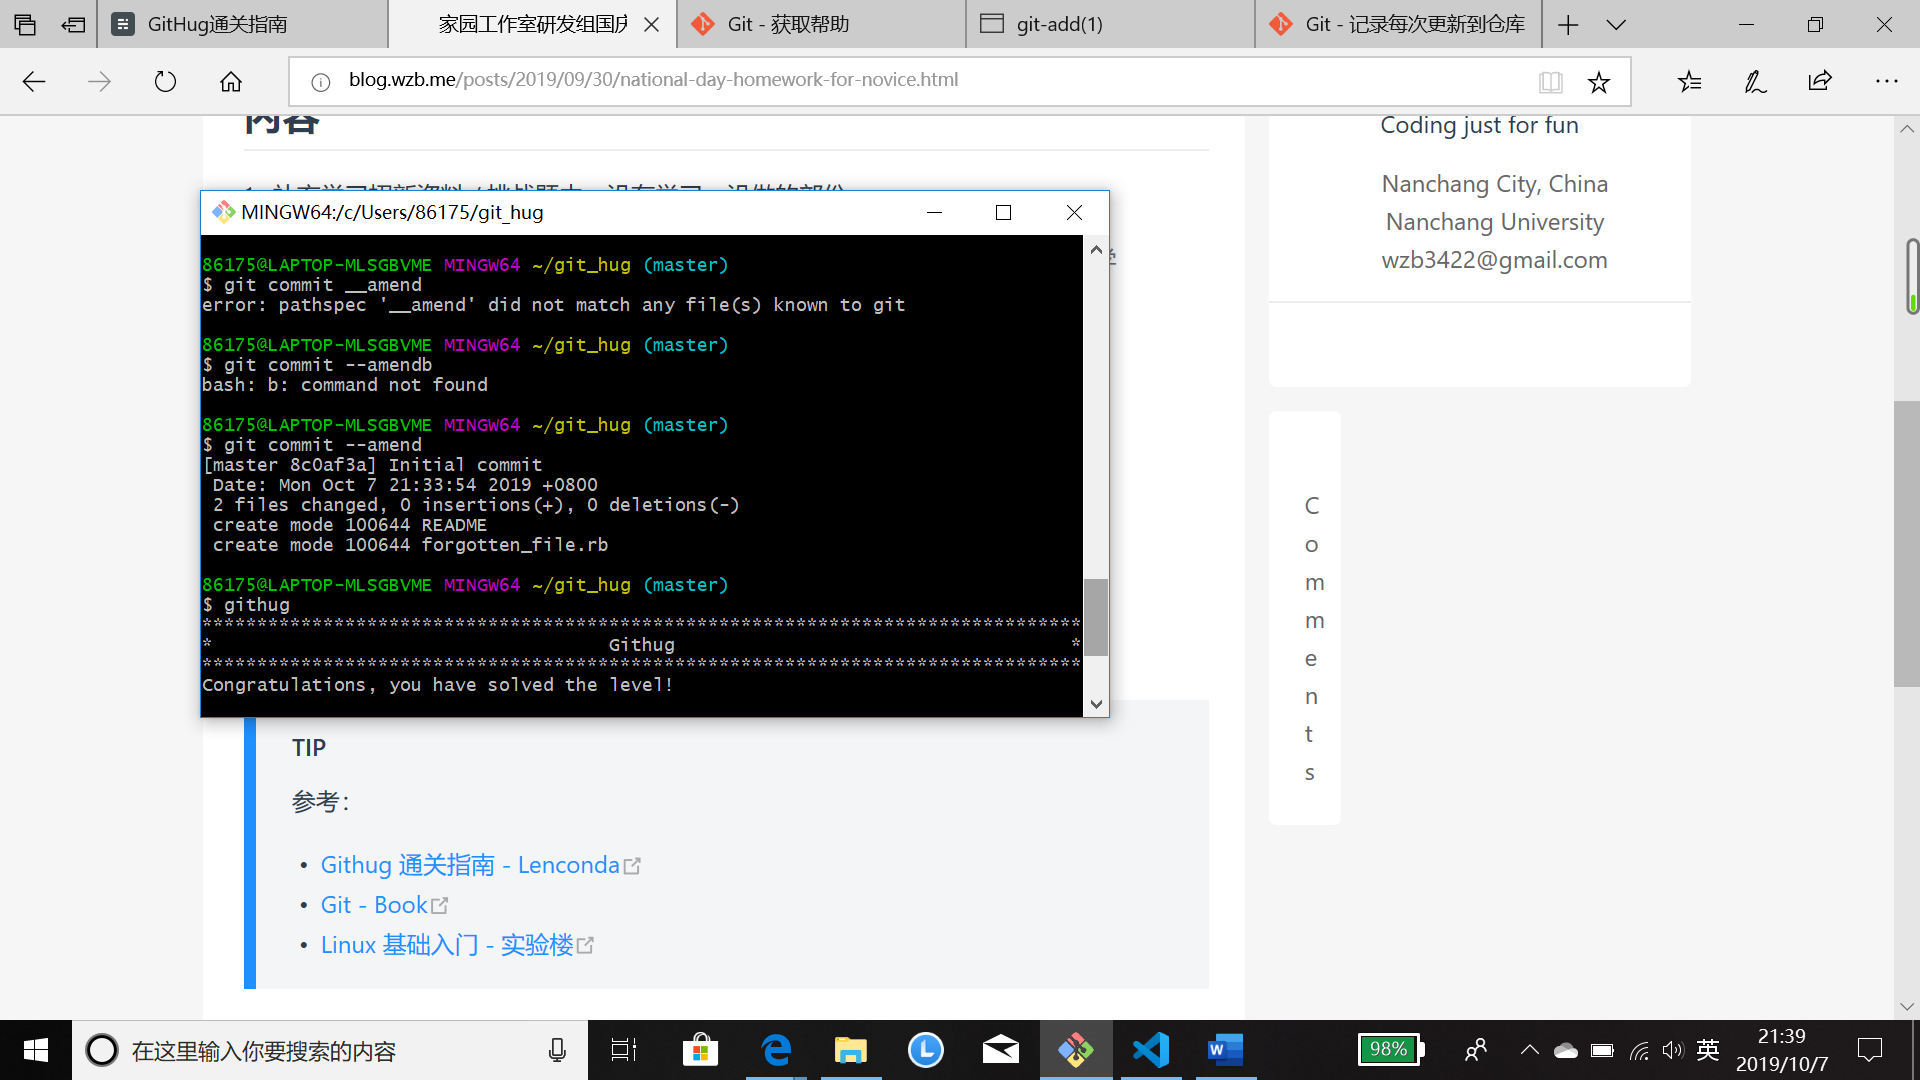 GitHug通关指南
家园工作室研发组国庆
Git - 获取帮助
git-add(1)
Git - 记录每次更新到仓库
blog.wzb.me/posts/2019/09/30/national-day-homework-for-novice.html
内容
Coding just for fun
Nanchang City, China
Nanchang University
wzb3422@gmail.com
MINGW64:/c/Users/86175/git_hug
86175@LAPTOP-MLSGBVME MINGW64 ~/git_hug (master)
$ git commit __amend
error: pathspec '__amend' did not match any file(s) known to git
86175@LAPTOP-MLSGBVME MINGW64 ~/git_hug (master)
$ git commit --amendb
bash: b: command not found
86175@LAPTOP-MLSGBVME MINGW64 ~/git_hug (master)
$ git commit --amend
[master 8c0af3a] Initial commit
Date: Mon Oct 7 21:33:54 2019 +0800
2 files changed, 0 insertions(+), 0 deletions(-)
create mode 100644 README
create mode 100644 forgotten_file.rb
86175@LAPTOP-MLSGBVME MINGW64 ~/git_hug (master)
$ githug
********************************************************************************
* Githug *
********************************************************************************
Congratulations, you have solved the level!
Comments
TIP
参考：
• Githug 通关指南 - Lenconda
• Git - Book
• Linux 基础入门 - 实验楼
在这里输入你要搜索的内容
98%
英
21:39
2019/10/7